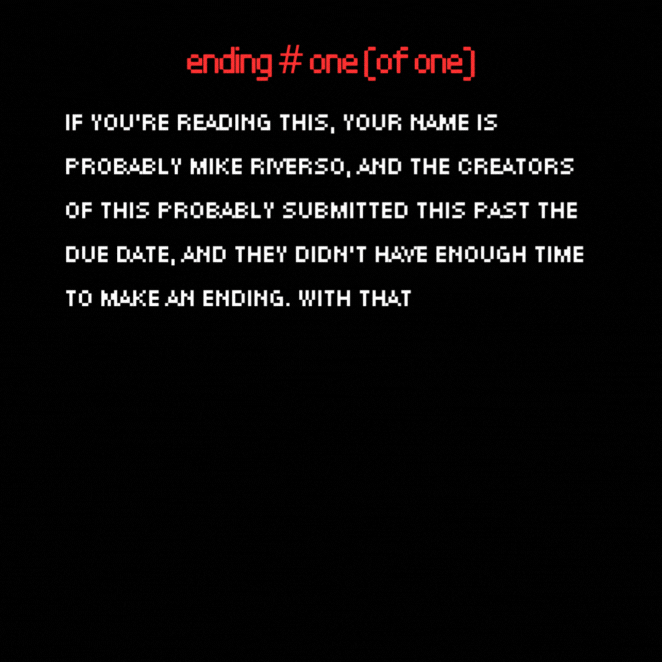 ending # one (of one)
IF YOU'RE READING THIS, YOUR NAME IS
PROBABLY MIKE RIVERSO, AND THE CREATORS
OF THIS PROBABLY SUBMITTED THIS PAST THE
DUE DATE, AND THEY DIDN'T HAVE ENOUGH TIME
TO MAKE AN ENDING. WITH THAT